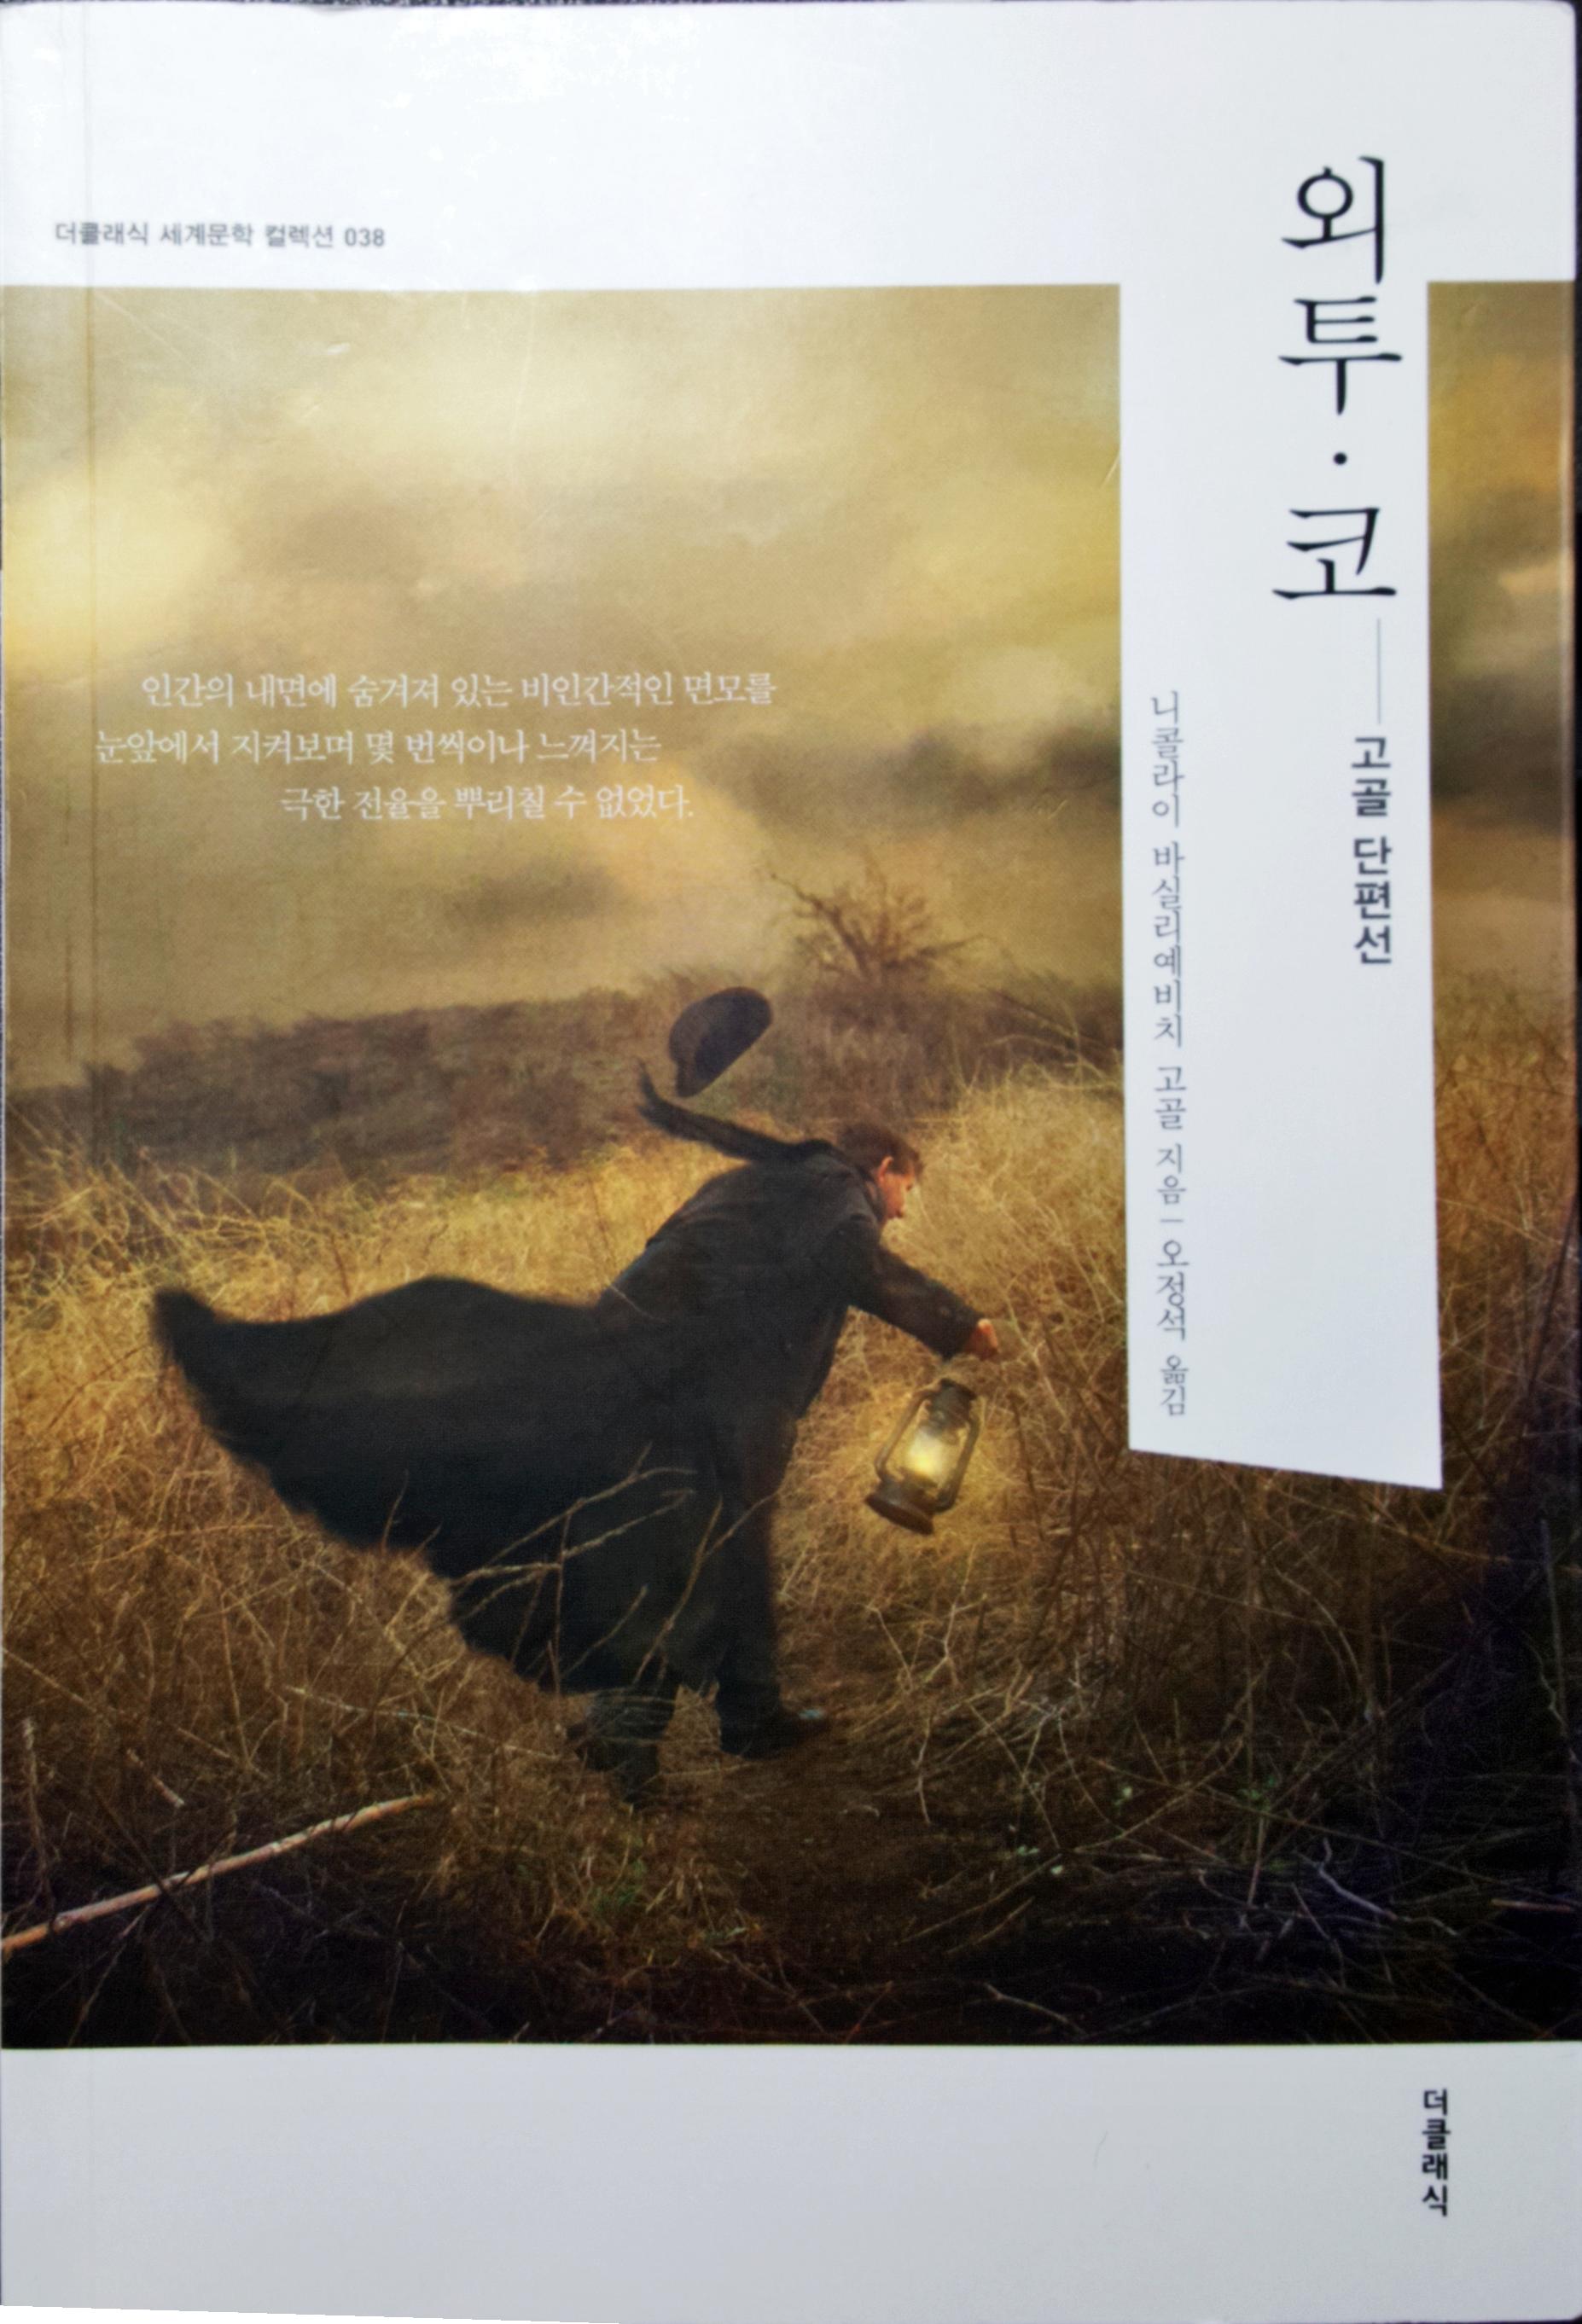 더클래식 세계문학 컬렉션 038
외투·코
고골 단편선
니콜라이 바실리예비치 고골 지음 | 오정석 옮김
인간의 내면에 숨겨져 있는 비인간적인 면모를
눈앞에서 지켜보며 몇 번씩이나 느껴지는
극한 전율을 뿌리칠 수 없었다.
더클래식